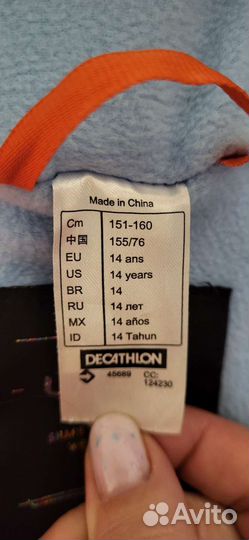 Made in China
Cm 151-160
中国 155/76
EU 14 ans
US 14 years
BR 14
RU 14 лет
MX 14 años
ID 14 Tahun
DECATHLON
45689 CC: 124230
Avito